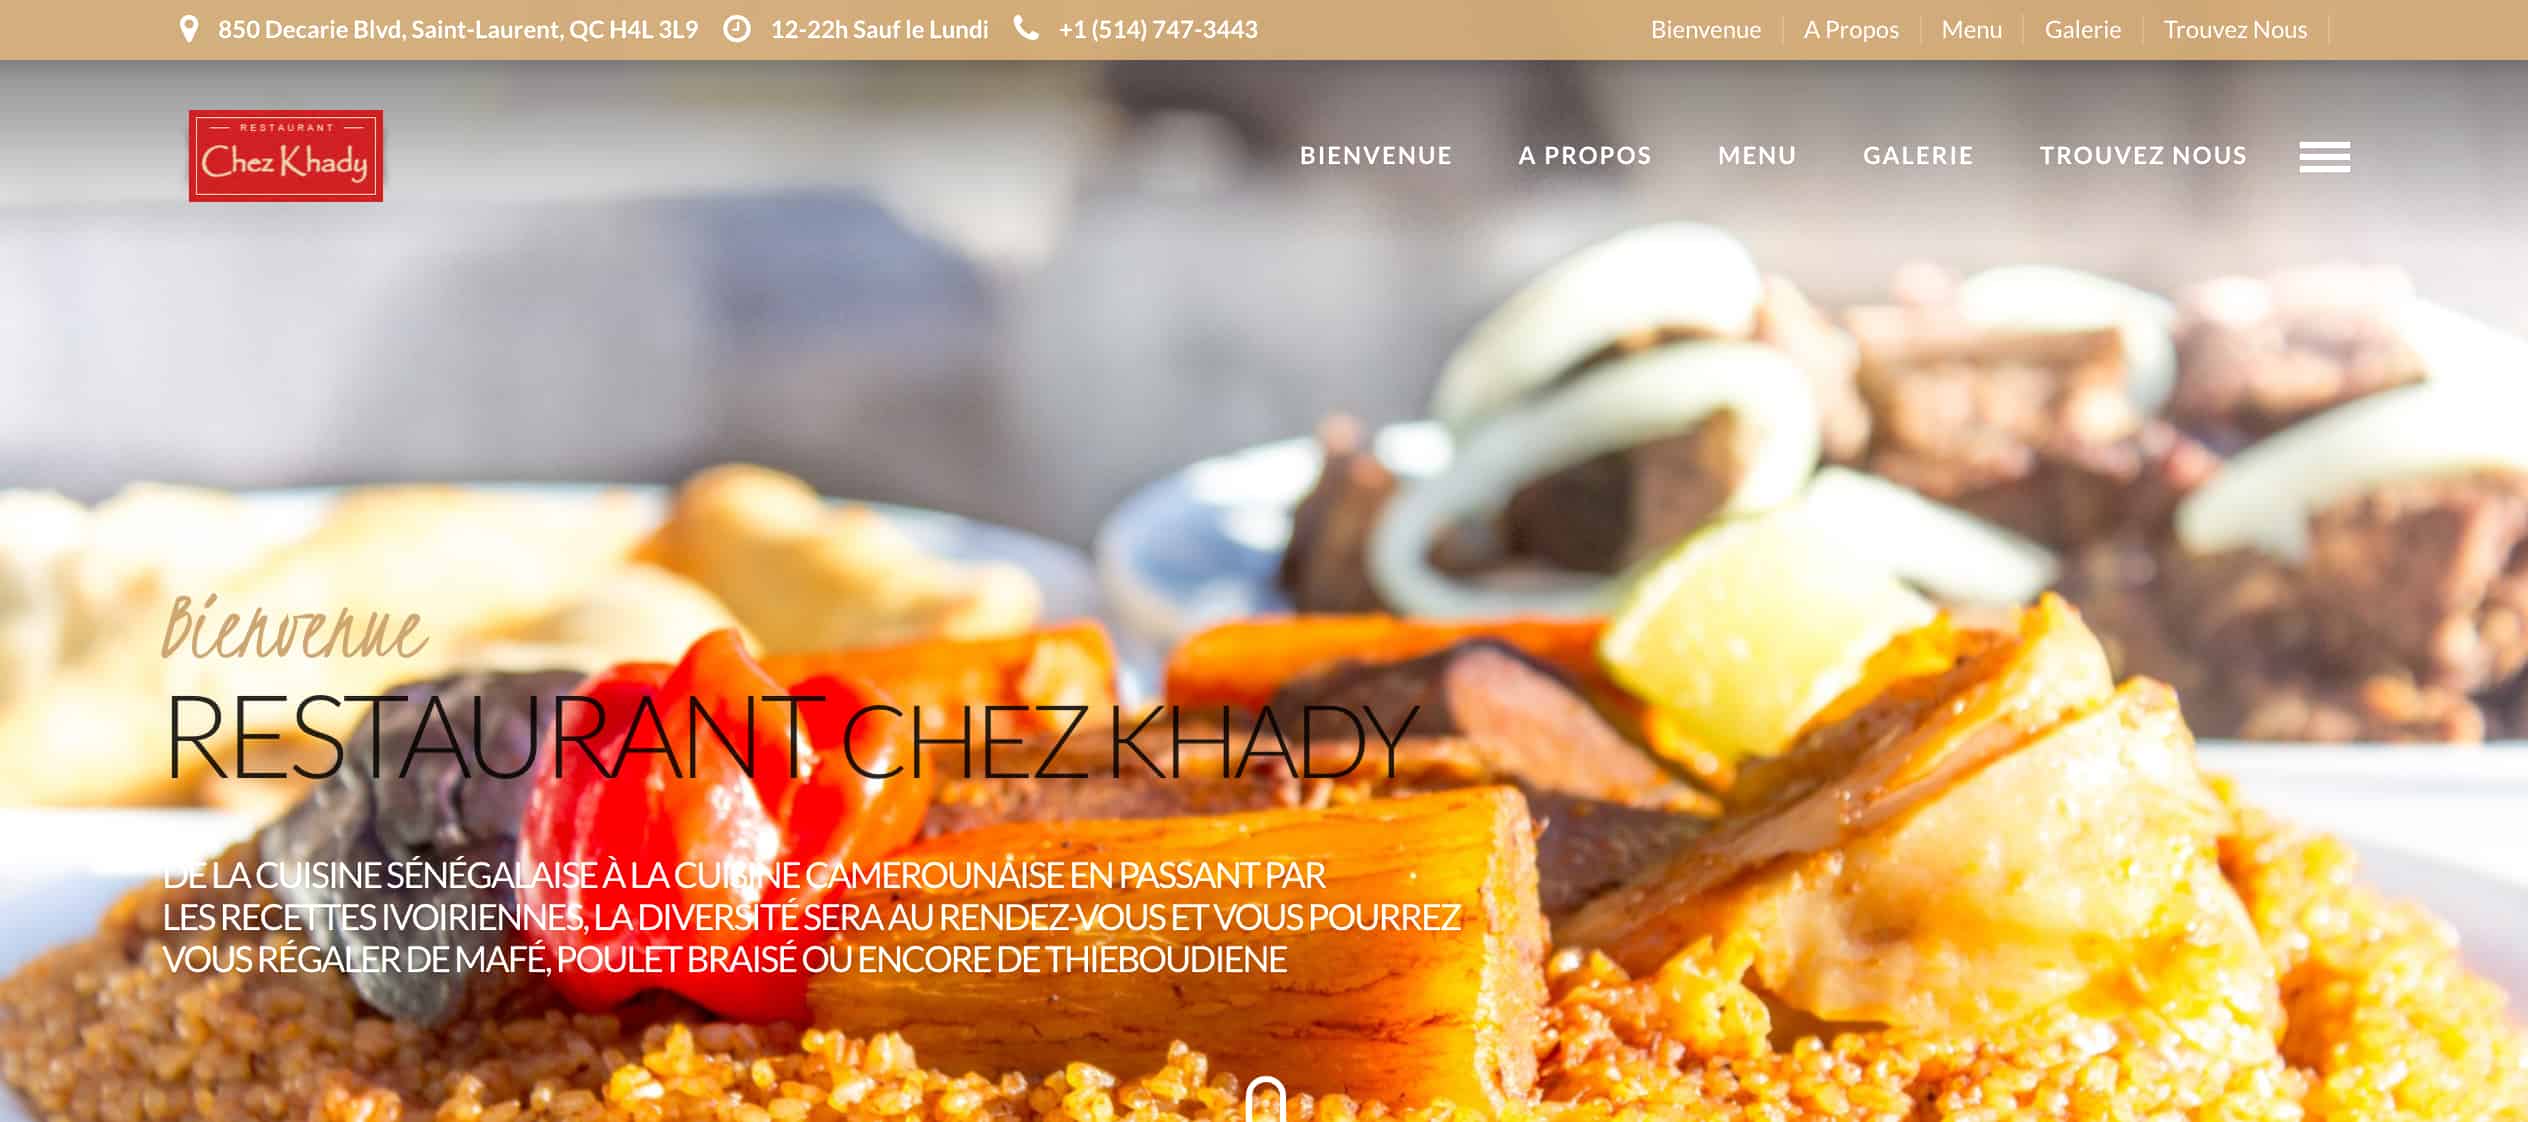 850 Decarie Blvd, Saint-Laurent, QC H4L 3L9 12-22h Sauf le Lundi +1 (514) 747-3443 Bienvenue A Propos Menu Galerie Trouvez Nous
RESTAURANT
Chez Khady
BIENVENUE A PROPOS MENU GALERIE TROUVEZ NOUS
Bienvenue
RESTAURANT CHEZ KHADY
DE LA CUISINE SÉNÉGALAISE À LA CUISINE CAMEROUNAISE EN PASSANT PAR
LES RECETTES IVOIRIENNES, LA DIVERSITÉ SERA AU RENDEZ-VOUS ET VOUS POURREZ
VOUS RÉGALER DE MAFÉ, POULET BRAISÉ OU ENCORE DE THIEBOUDIENE